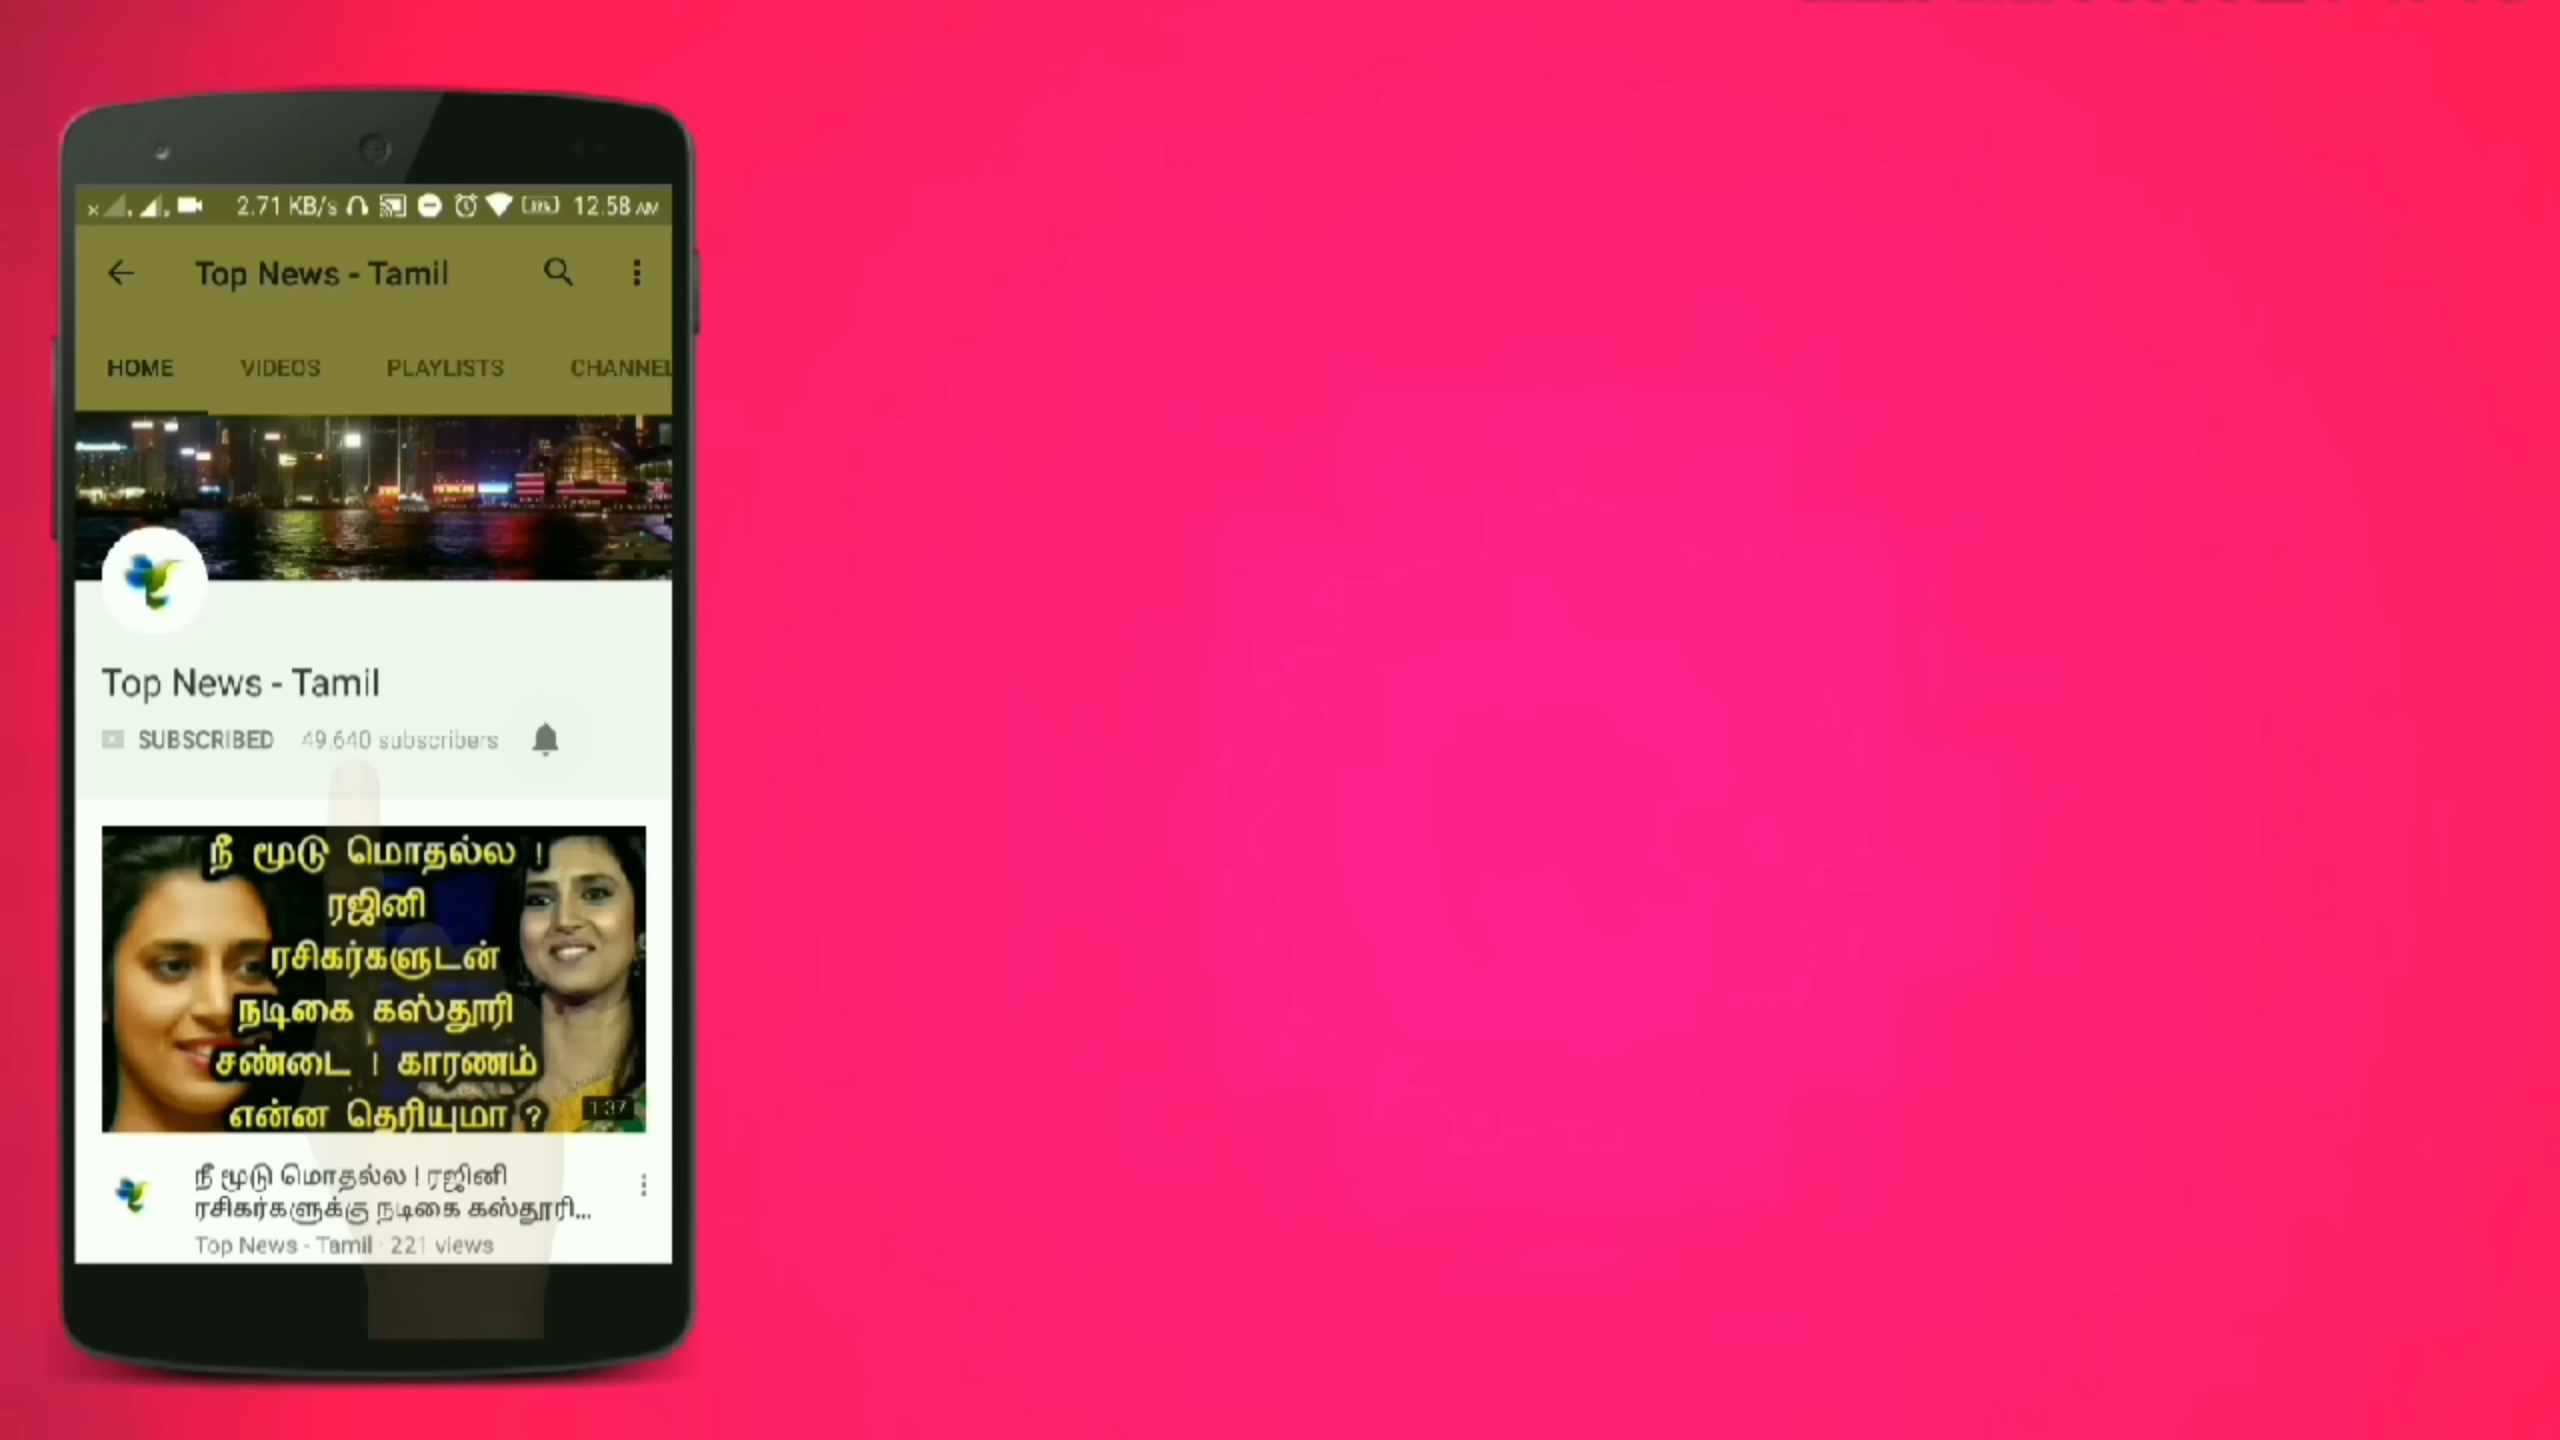 2.71 KB/s 12.58 AM
Top News - Tamil
HOME VIDEOS PLAYLISTS CHANNEL
Top News - Tamil
SUBSCRIBED 49,640 subscribers
நீ மூடு மொதல்ல !
ரஜினி
ரசிகர்களுடன்
நடிகை கஸ்தூரி
சண்டை ! காரணம்
என்ன தெரியுமா ?
1:37
நீ மூடு மொதல்ல ! ரஜினி
ரசிகர்களுக்கு நடிகை கஸ்தூரி...
Top News - Tamil · 221 views